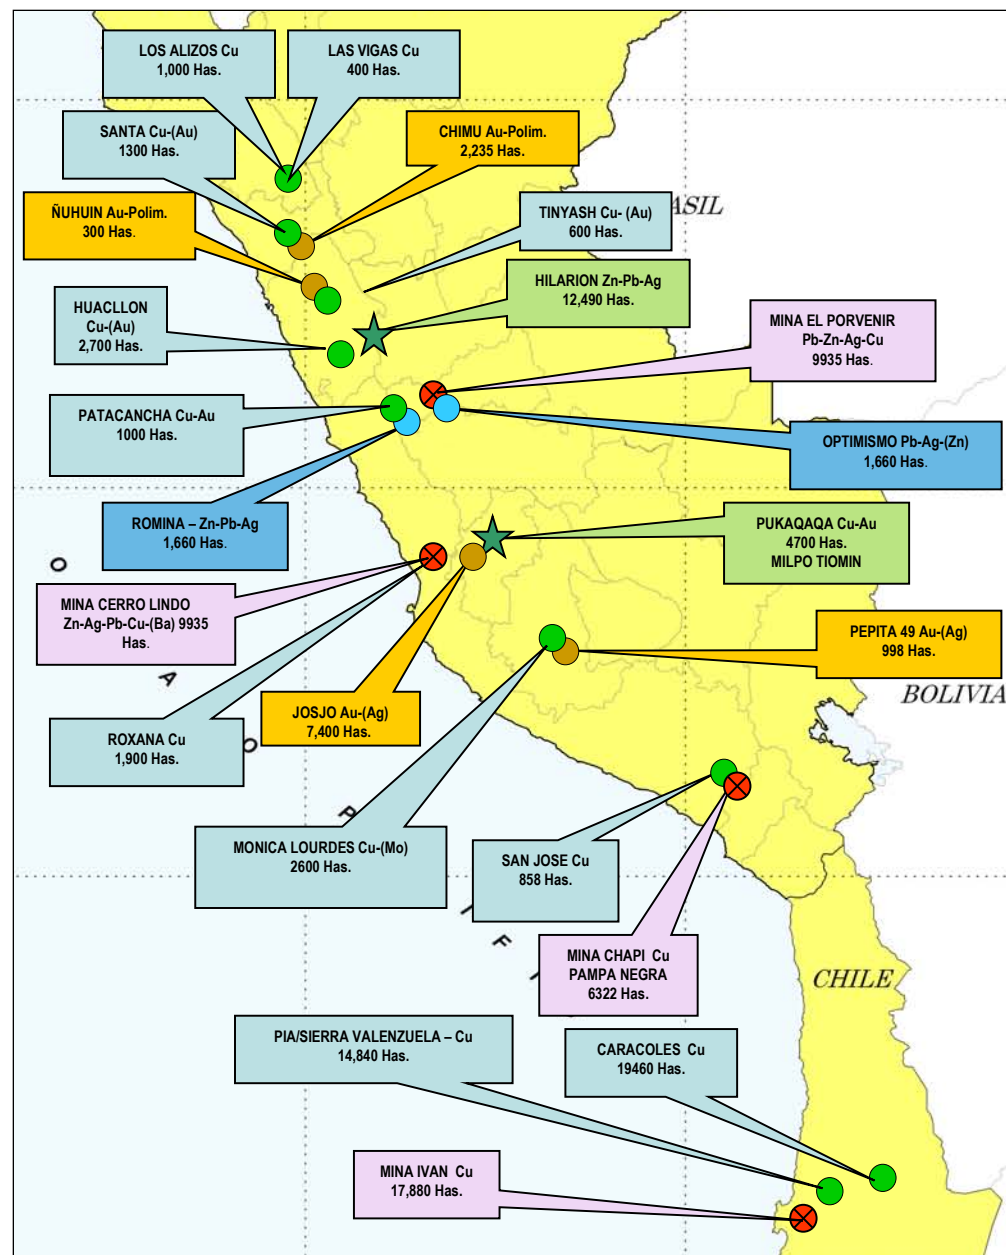 LOS ALIZOS Cu
1,000 Has.
LAS VIGAS Cu
400 Has.
SANTA Cu-(Au)
1300 Has.
CHIMU Au-Polim.
2,235 Has.
ÑUHUIN Au-Polim.
300 Has.
TINYASH Cu- (Au)
600 Has.
ASIL
HILARION Zn-Pb-Ag
12,490 Has.
HUACLLON
Cu-(Au)
2,700 Has.
MINA EL PORVENIR
Pb-Zn-Ag-Cu
9935 Has.
PATACANCHA Cu-Au
1000 Has.
OPTIMISMO Pb-Ag-(Zn)
1,660 Has.
ROMINA – Zn-Pb-Ag
1,660 Has.
PUKAQAQA Cu-Au
4700 Has.
MILPO TIOMIN
O
MINA CERRO LINDO
Zn-Ag-Pb-Cu-(Ba) 9935
Has.
PEPITA 49 Au-(Ag)
998 Has.
A
BOLIVIA
JOSJO Au-(Ag)
7,400 Has.
ROXANA Cu
1,900 Has.
O
P
MONICA LOURDES Cu-(Mo)
2600 Has.
SAN JOSE Cu
858 Has.
I
F
MINA CHAPI Cu
PAMPA NEGRA
6322 Has.
CHILE
PIA/SIERRA VALENZUELA – Cu
14,840 Has.
CARACOLES Cu
19460 Has.
MINA IVAN Cu
17,880 Has.